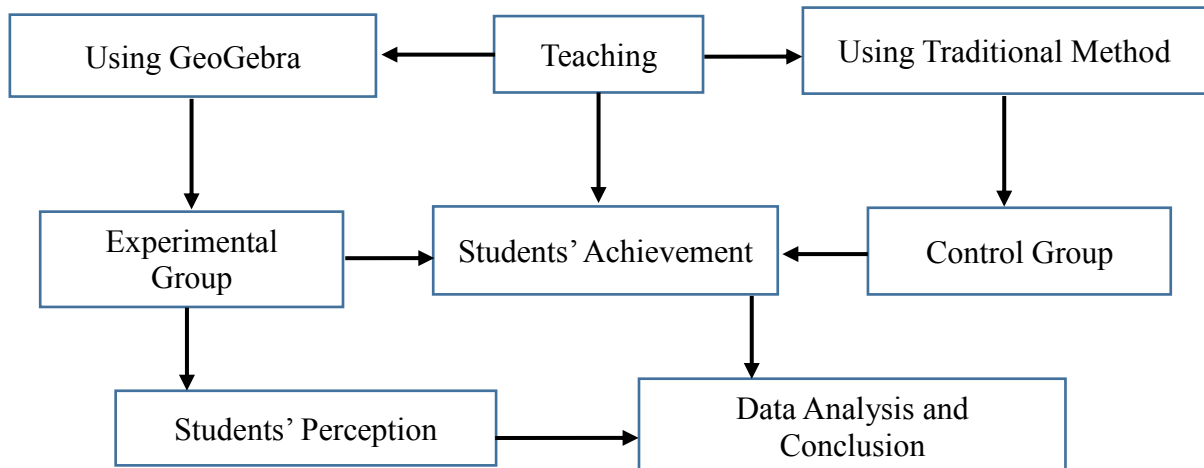 Using GeoGebra
Teaching
Using Traditional Method
Experimental
Group
Students’ Achievement
Control Group
Students’ Perception
Data Analysis and
Conclusion